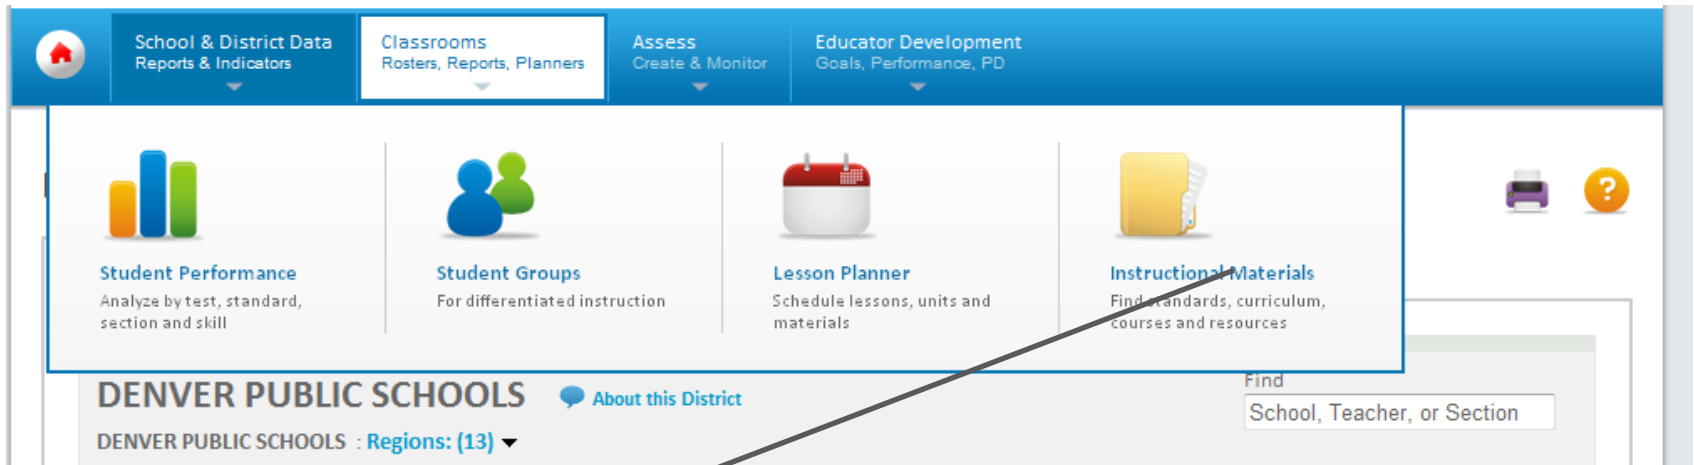 School & District Data
Reports & Indicators
Classrooms
Rosters, Reports, Planners
Assess
Create & Monitor
Educator Development
Goals, Performance, PD
Student Performance
Analyze by test, standard,
section and skill
Student Groups
For differentiated instruction
Lesson Planner
Schedule lessons, units and
materials
Instructional Materials
Find standards, curriculum,
courses and resources
?
DENVER PUBLIC SCHOOLS
About this District
Find
School, Teacher, or Section
DENVER PUBLIC SCHOOLS : Regions: (13)